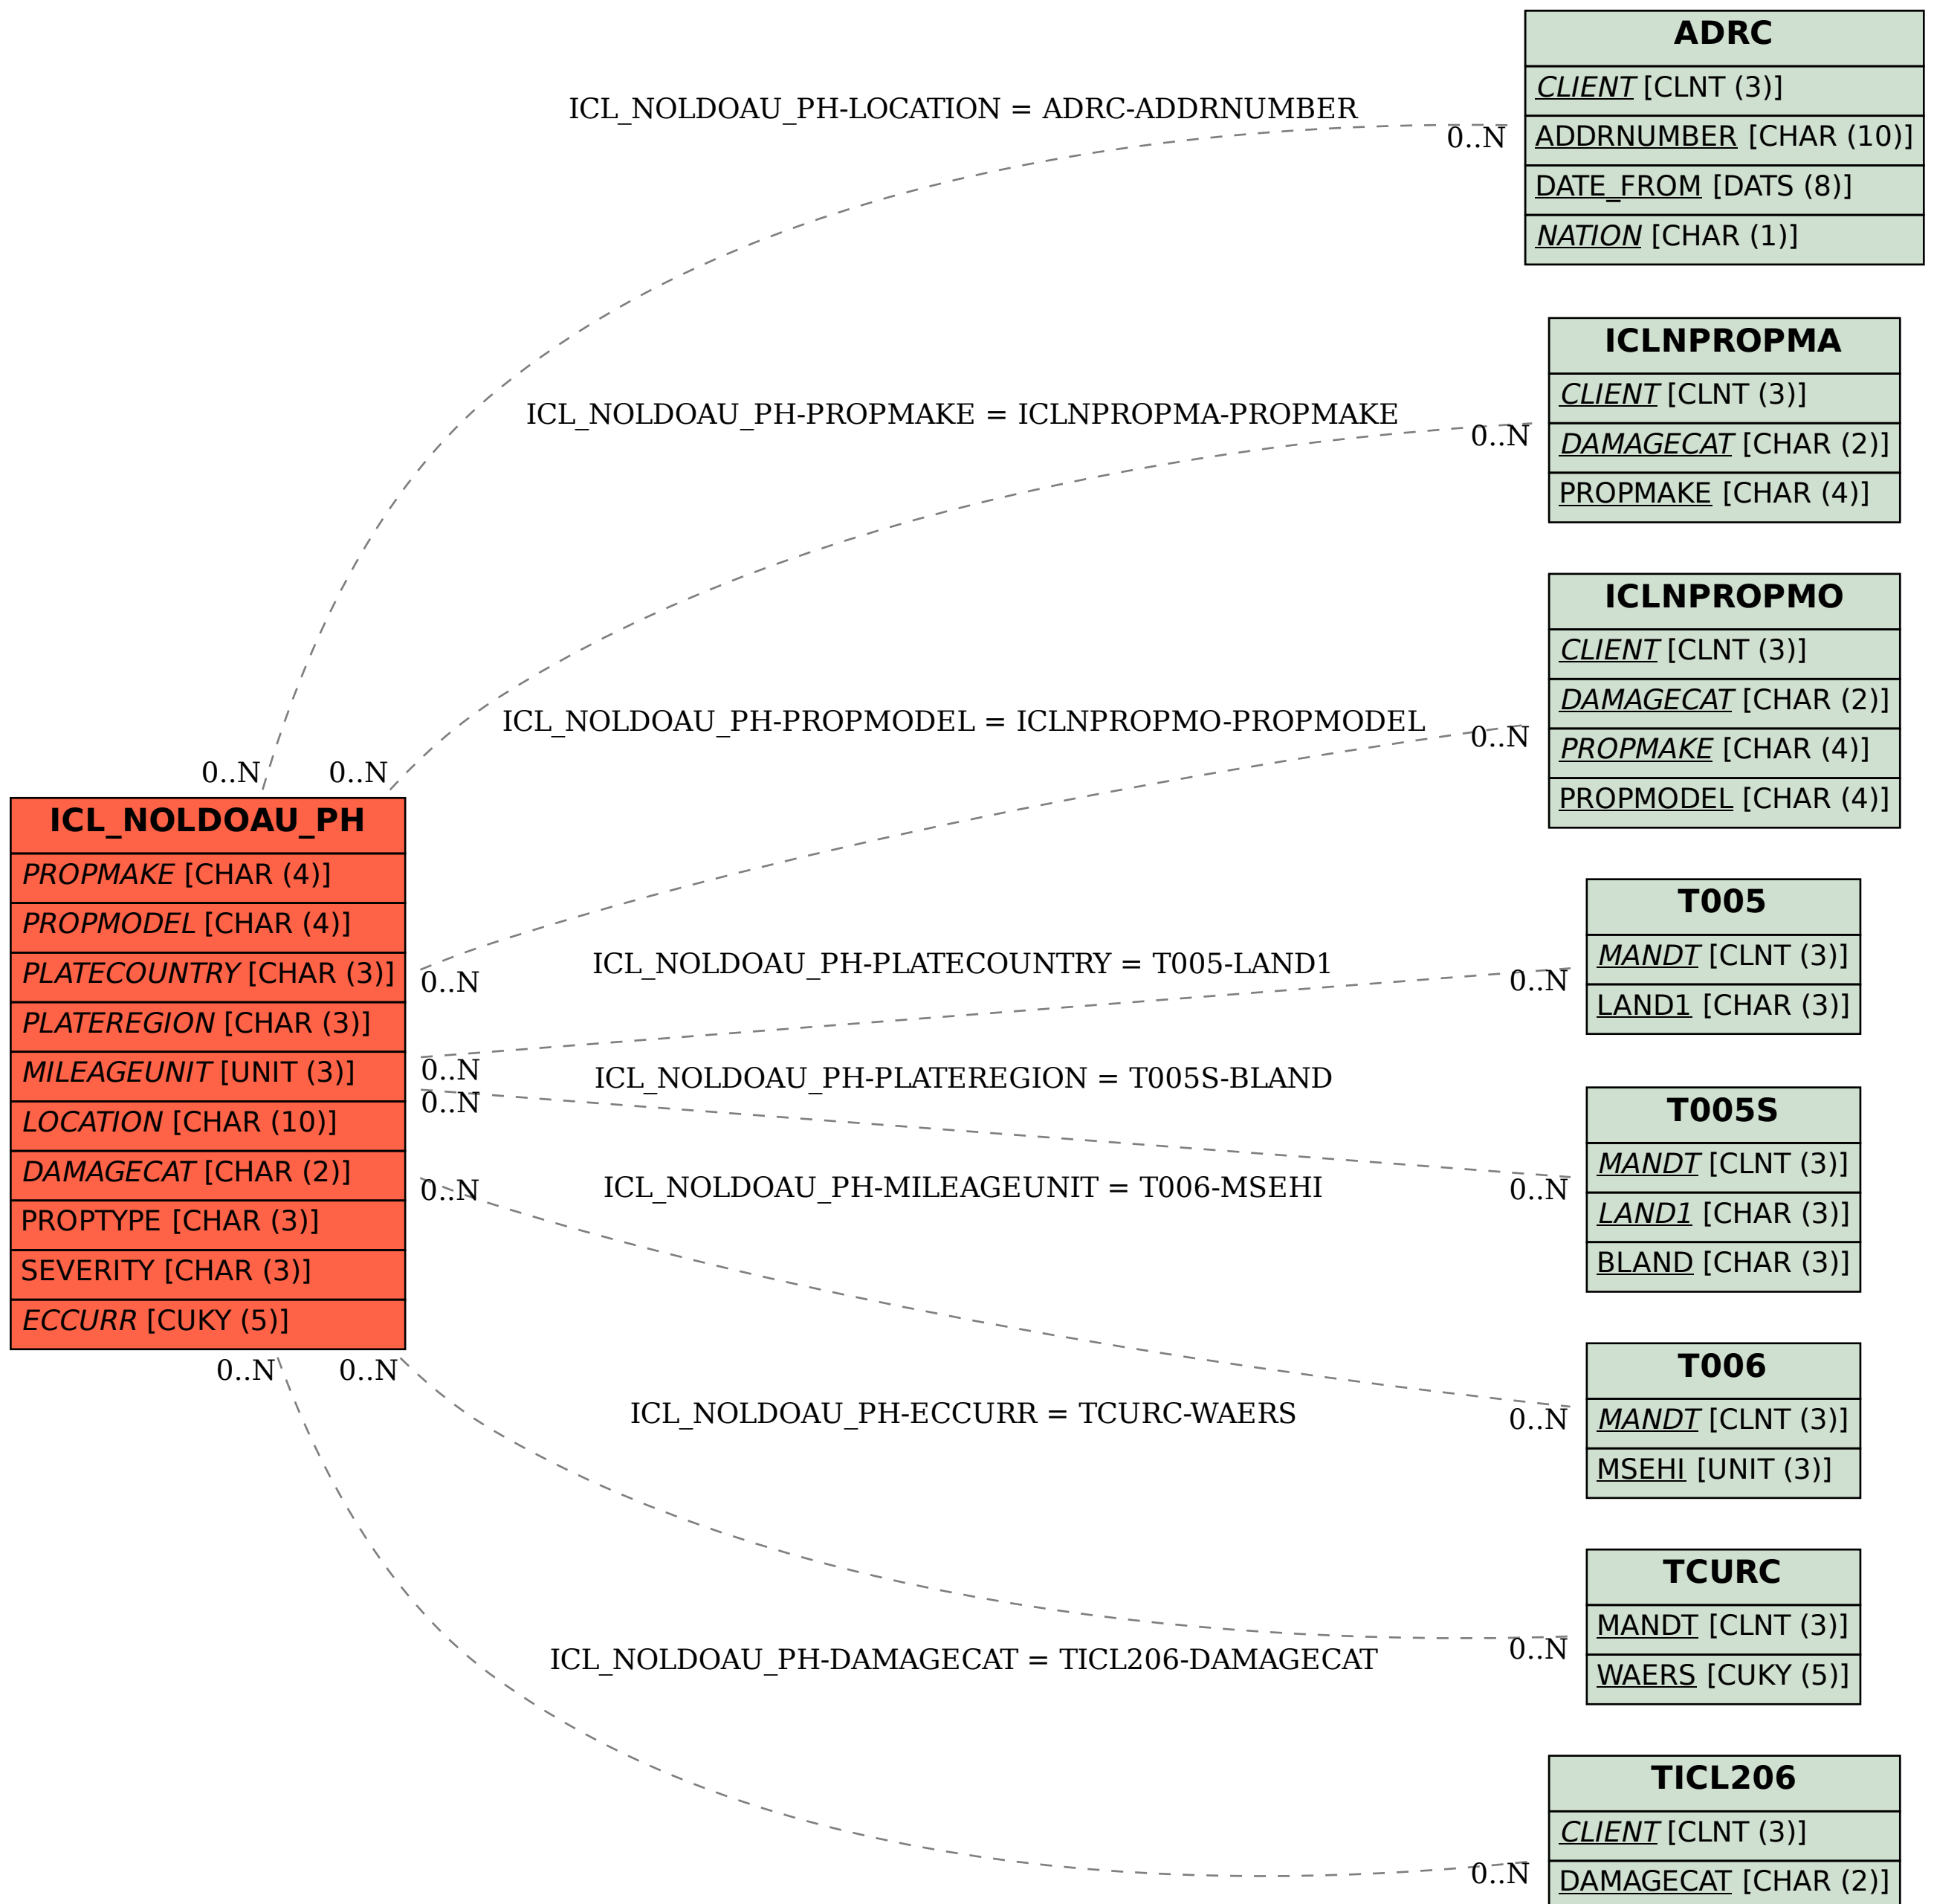 ADRC
CLIENT [CLNT (3)]
ADDRNUMBER [CHAR (10)]
DATE_FROM [DATS (8)]
NATION [CHAR (1)]
ICL_NOLDOAU_PH-LOCATION = ADRC-ADDRNUMBER
0..N
ICLNPROPMA
CLIENT [CLNT (3)]
DAMAGECAT [CHAR (2)]
PROPMAKE [CHAR (4)]
ICL_NOLDOAU_PH-PROPMAKE = ICLNPROPMA-PROPMAKE
0..N
ICLNPROPMO
CLIENT [CLNT (3)]
DAMAGECAT [CHAR (2)]
PROPMAKE [CHAR (4)]
PROPMODEL [CHAR (4)]
ICL_NOLDOAU_PH-PROPMODEL = ICLNPROPMO-PROPMODEL
0..N
0..N 0..N
ICL_NOLDOAU_PH
PROPMAKE [CHAR (4)]
PROPMODEL [CHAR (4)]
PLATECOUNTRY [CHAR (3)]
PLATEREGION [CHAR (3)]
MILEAGEUNIT [UNIT (3)]
LOCATION [CHAR (10)]
DAMAGECAT [CHAR (2)]
PROPTYPE [CHAR (3)]
SEVERITY [CHAR (3)]
ECCURR [CUKY (5)]
0..N
0..N
0..N
0..N
0..N 0..N
T005
MANDT [CLNT (3)]
LAND1 [CHAR (3)]
ICL_NOLDOAU_PH-PLATECOUNTRY = T005-LAND1
0..N
T005S
MANDT [CLNT (3)]
LAND1 [CHAR (3)]
BLAND [CHAR (3)]
ICL_NOLDOAU_PH-PLATEREGION = T005S-BLAND
0..N
T006
MANDT [CLNT (3)]
MSEHI [UNIT (3)]
ICL_NOLDOAU_PH-MILEAGEUNIT = T006-MSEHI
0..N
TCURC
MANDT [CLNT (3)]
WAERS [CUKY (5)]
ICL_NOLDOAU_PH-ECCURR = TCURC-WAERS
0..N
TICL206
CLIENT [CLNT (3)]
DAMAGECAT [CHAR (2)]
ICL_NOLDOAU_PH-DAMAGECAT = TICL206-DAMAGECAT
0..N